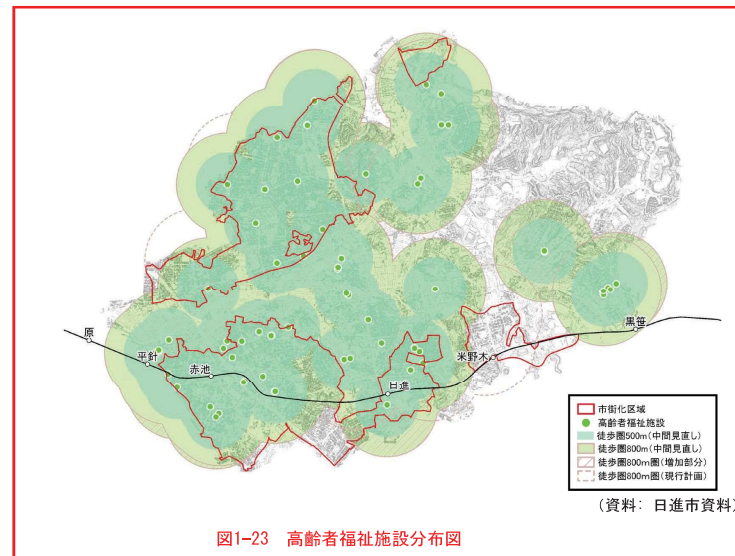 原
平針
赤池
日進
米野木
黒笹
市街化区域
高齢者福祉施設
徒歩圏500m(中間見直し)
徒歩圏800m(中間見直し)
徒歩圏800m圏(増加部分)
徒歩圏800m圏(現行計画)
(資料：日進市資料)
図1-23 高齢者福祉施設分布図